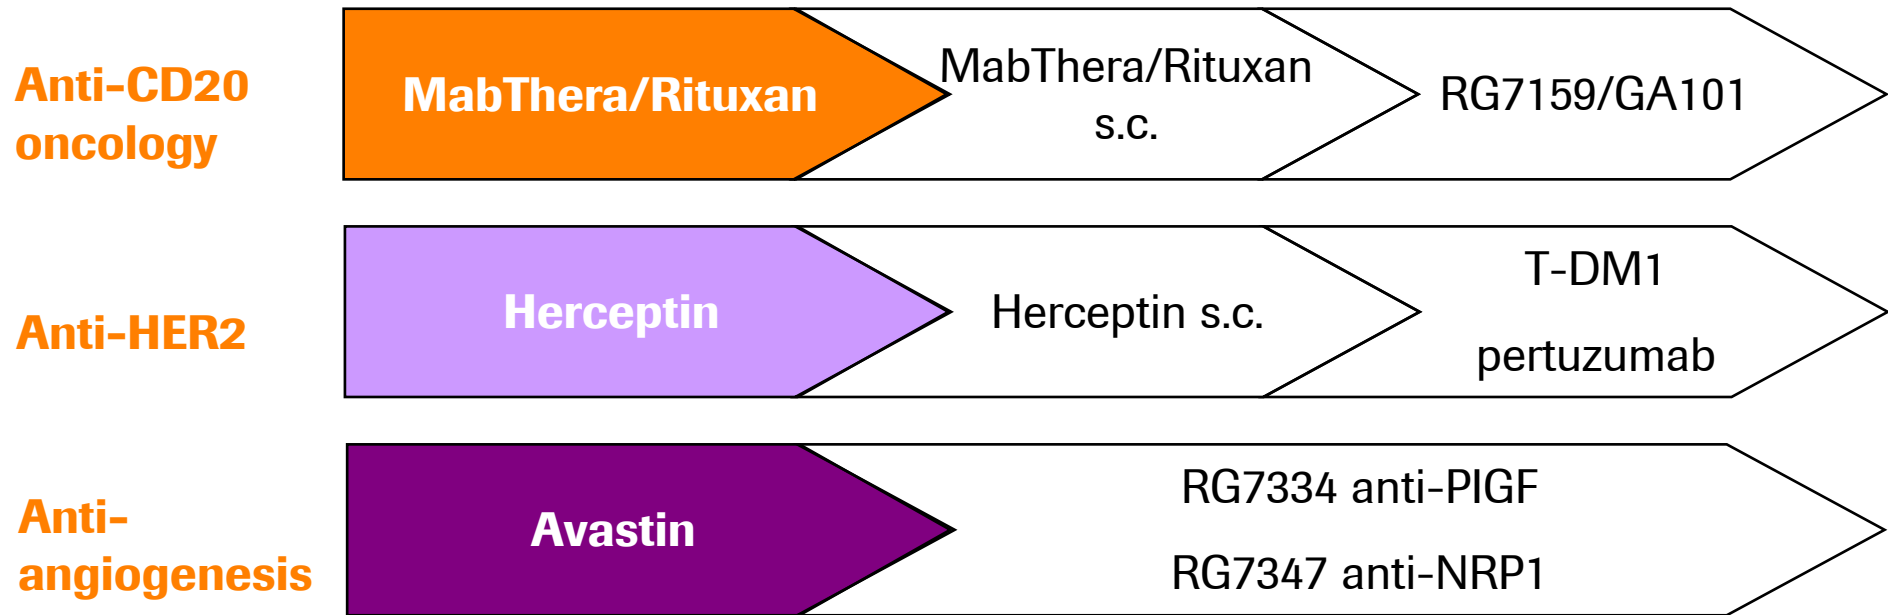 Anti-CD20
oncology
MabThera/Rituxan
MabThera/Rituxan
s.c.
RG7159/GA101
Anti-HER2
Herceptin
Herceptin s.c.
T-DM1
pertuzumab
Anti-
angiogenesis
Avastin
RG7334 anti-PIGF
RG7347 anti-NRP1